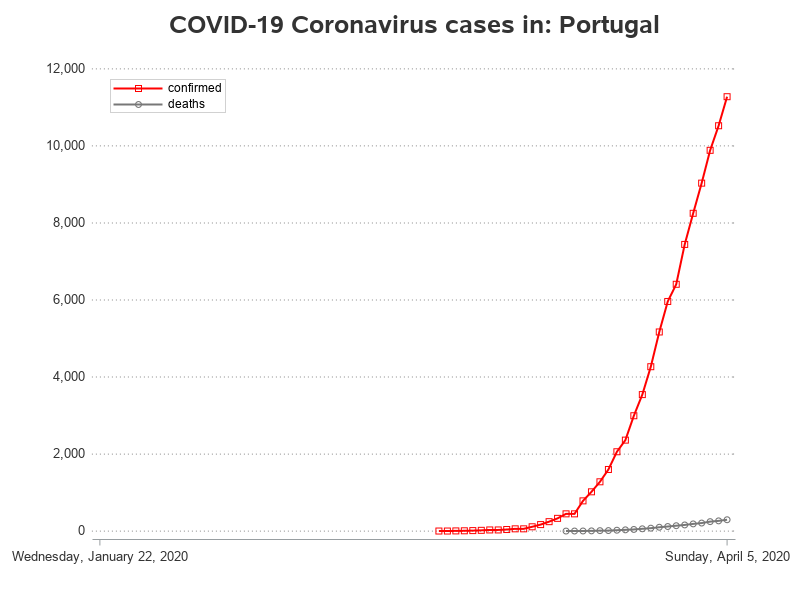 COVID-19 Coronavirus cases in: Portugal
12,000
confirmed
deaths
10,000
8,000
6,000
4,000
2,000
0
Wednesday, January 22, 2020
Sunday, April 5, 2020